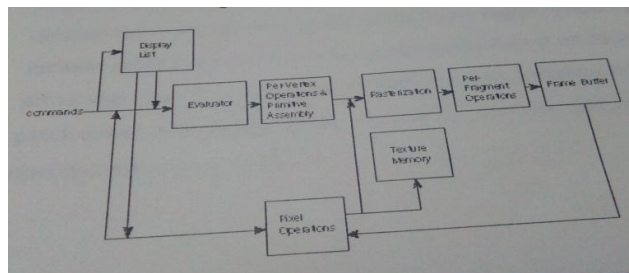 Display
List
commands
Evaluator
Per-Vertex
Operations &
Primitive
Assembly
Rasterization
Per-
Fragment
Operations
Frame Buffer
Texture
Memory
Pixel
Operations